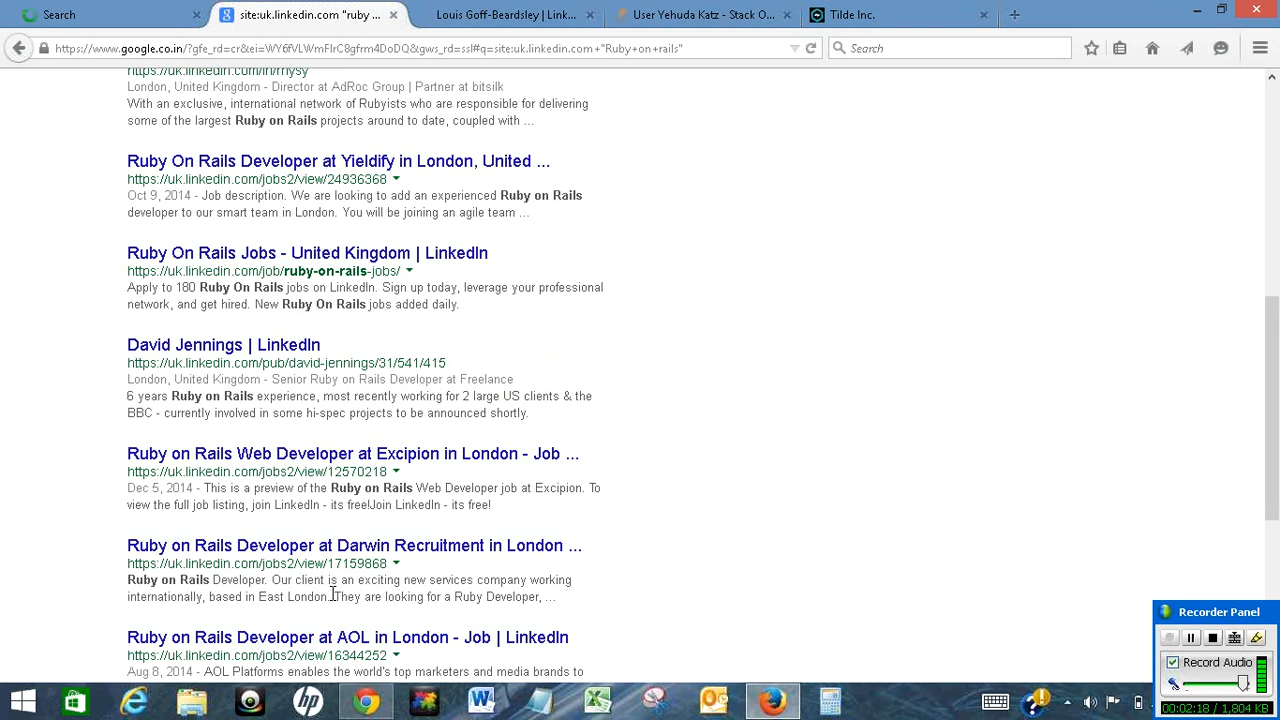 Search
site:uk.linkedin.com "ruby ...
Louis Goff-Beardsley | Link...
User Yehuda Katz - Stack O...
Tilde Inc.
https://www.google.co.in/?gfe_rd=cr&ei=WY6fVLWmFIrC8gfrm4DoDQ&gws_rd=ssl#q=site:uk.linkedin.com+"Ruby+on+rails"
Search
https://uk.linkedin.com/in/mysy
London, United Kingdom - Director at AdRoc Group | Partner at bitsilk
With an exclusive, international network of Rubyists who are responsible for delivering
some of the largest Ruby on Rails projects around to date, coupled with ...
Ruby On Rails Developer at Yieldify in London, United ...
https://uk.linkedin.com/jobs2/view/24936368
Oct 9, 2014 - Job description. We are looking to add an experienced Ruby on Rails
developer to our smart team in London. You will be joining an agile team ...
Ruby On Rails Jobs - United Kingdom | LinkedIn
https://uk.linkedin.com/job/ruby-on-rails-jobs/
Apply to 180 Ruby On Rails jobs on LinkedIn. Sign up today, leverage your professional
network, and get hired. New Ruby On Rails jobs added daily.
David Jennings | LinkedIn
https://uk.linkedin.com/pub/david-jennings/31/541/415
London, United Kingdom - Senior Ruby on Rails Developer at Freelance
6 years Ruby on Rails experience, most recently working for 2 large US clients & the
BBC - currently involved in some hi-spec projects to be announced shortly.
Ruby on Rails Web Developer at Excipion in London - Job ...
https://uk.linkedin.com/jobs2/view/12570218
Dec 5, 2014 - This is a preview of the Ruby on Rails Web Developer job at Excipion. To
view the full job listing, join LinkedIn - its free!Join LinkedIn - its free!
Ruby on Rails Developer at Darwin Recruitment in London ...
https://uk.linkedin.com/jobs2/view/17159868
Ruby on Rails Developer. Our client is an exciting new services company working
internationally, based in East London. They are looking for a Ruby Developer, ...
Ruby on Rails Developer at AOL in London - Job | LinkedIn
https://uk.linkedin.com/jobs2/view/16344252
Aug 8, 2014 - AOL Platforms enables the world's top marketers and media brands to
Recorder Panel
Record Audio
00:02:18 | 1,804 KB